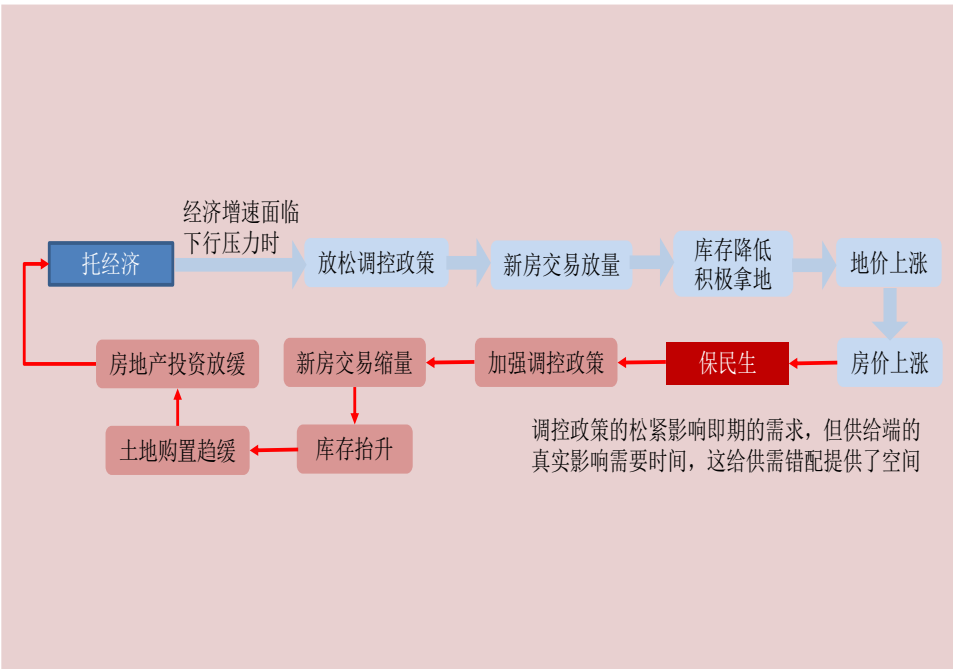 经济增速面临
下行压力时
托经济
放松调控政策
新房交易放量
库存降低
积极拿地
地价上涨
房价上涨
保民生
加强调控政策
新房交易缩量
库存抬升
土地购置趋缓
房地产投资放缓
调控政策的松紧影响即期的需求，但供给端的
真实影响需要时间，这给供需错配提供了空间